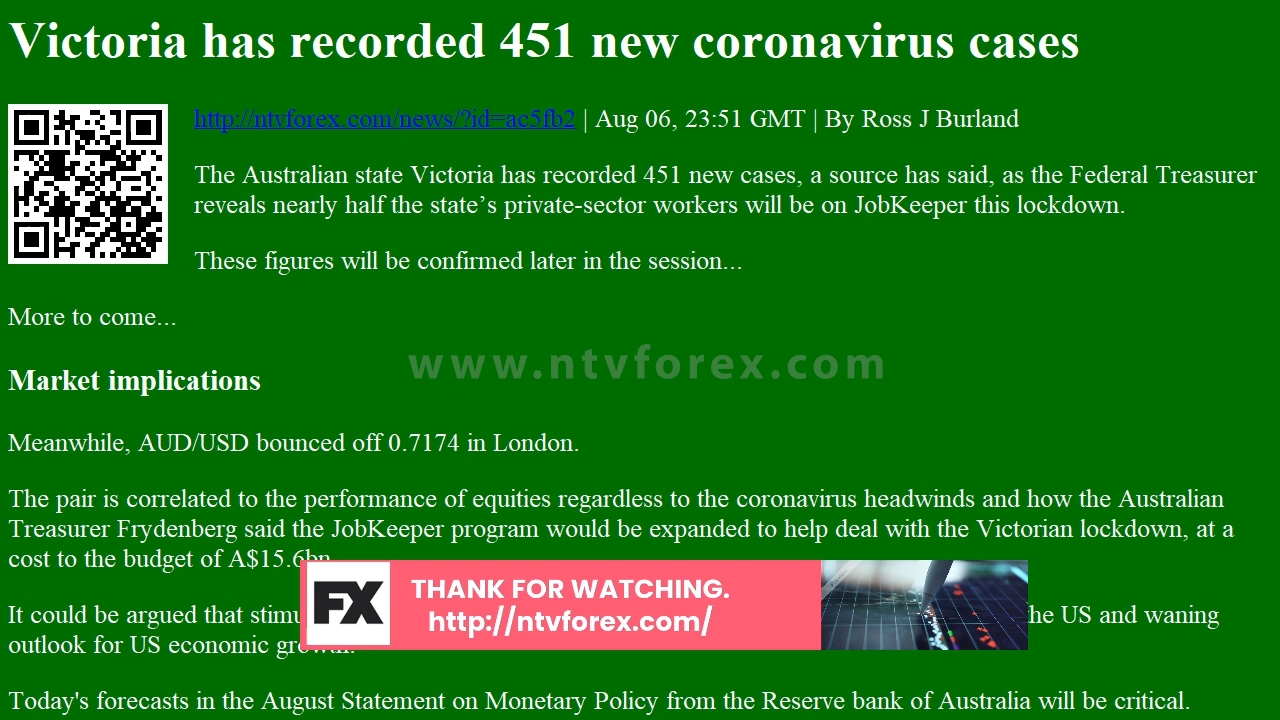 Victoria has recorded 451 new coronavirus cases
http://ntvforex.com/news/?id=ac5fb2 | Aug 06, 23:51 GMT | By Ross J Burland
The Australian state Victoria has recorded 451 new cases, a source has said, as the Federal Treasurer
reveals nearly half the state’s private-sector workers will be on JobKeeper this lockdown.
These figures will be confirmed later in the session...
More to come...
www.ntvforex.com
Market implications
Meanwhile, AUD/USD bounced off 0.7174 in London.
The pair is correlated to the performance of equities regardless to the coronavirus headwinds and how the Australian
Treasurer Frydenberg said the JobKeeper program would be expanded to help deal with the Victorian lockdown, at a
cost to the budget of A$15.6bn
FX
THANK FOR WATCHING.
http://ntvforex.com/
It could be argued that the US and waning
outlook for US economic growth.
Today's forecasts in the August Statement on Monetary Policy from the Reserve bank of Australia will be critical.